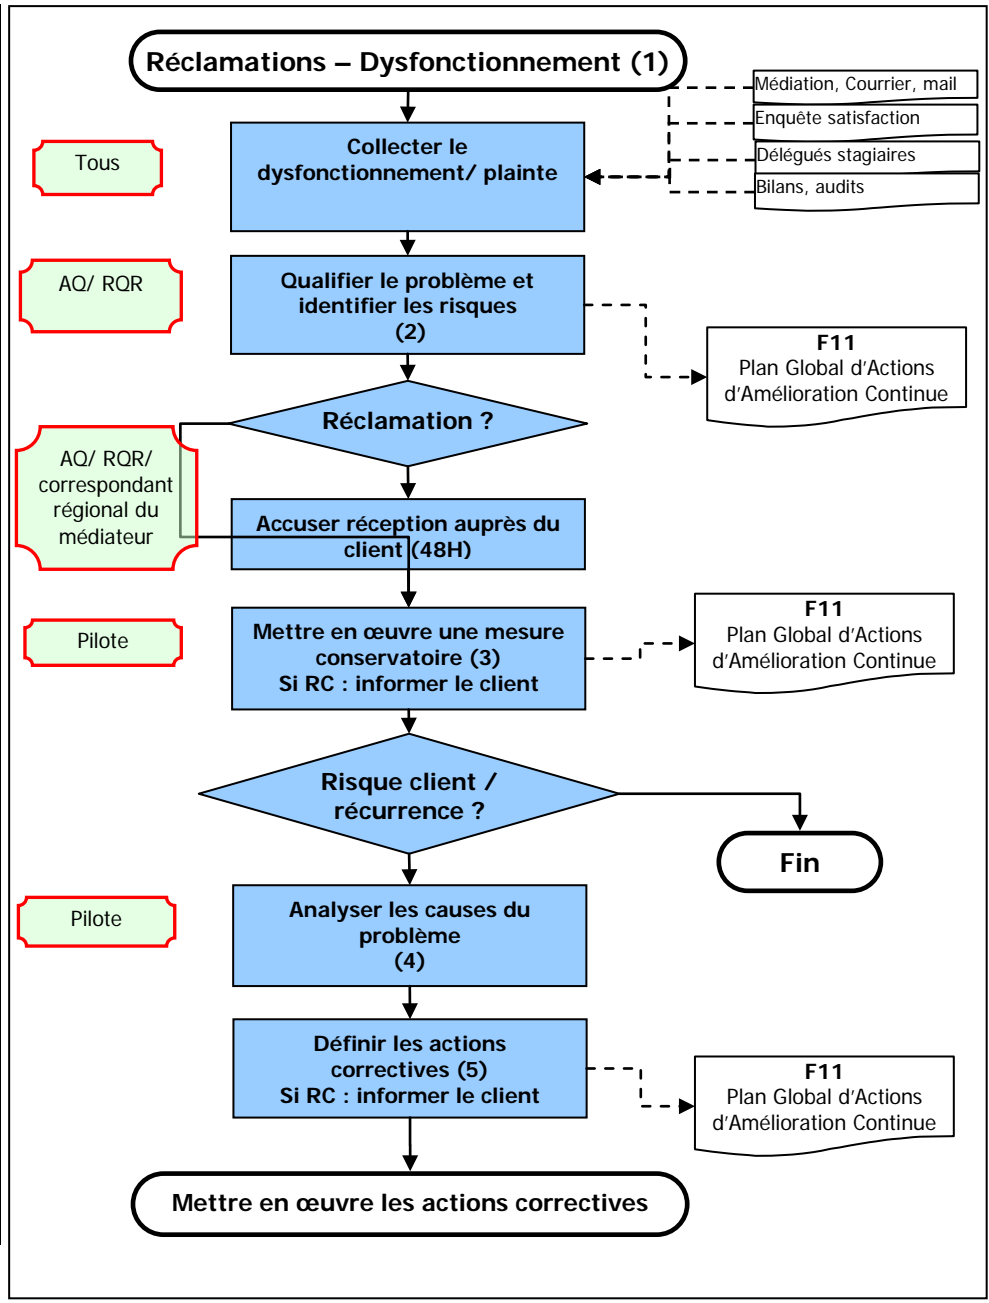 Réclamations – Dysfonctionnement (1)
Médiation, Courrier, mail
Enquête satisfaction
Délégués stagiaires
Bilans, audits
Tous
Collecter le
dysfonctionnement/ plainte
AQ/ RQR
Qualifier le problème et
identifier les risques
(2)
F11
Plan Global d'Actions
d'Amélioration Continue
Réclamation ?
AQ/ RQR/
correspondant
régional du
médiateur
Accuser réception auprès du
client (48H)
Pilote
Mettre en œuvre une mesure
conservatoire (3)
Si RC : informer le client
F11
Plan Global d'Actions
d'Amélioration Continue
Risque client /
récurrence ?
Fin
Pilote
Analyser les causes du
problème
(4)
Définir les actions
correctives (5)
Si RC : informer le client
F11
Plan Global d'Actions
d'Amélioration Continue
Mettre en œuvre les actions correctives